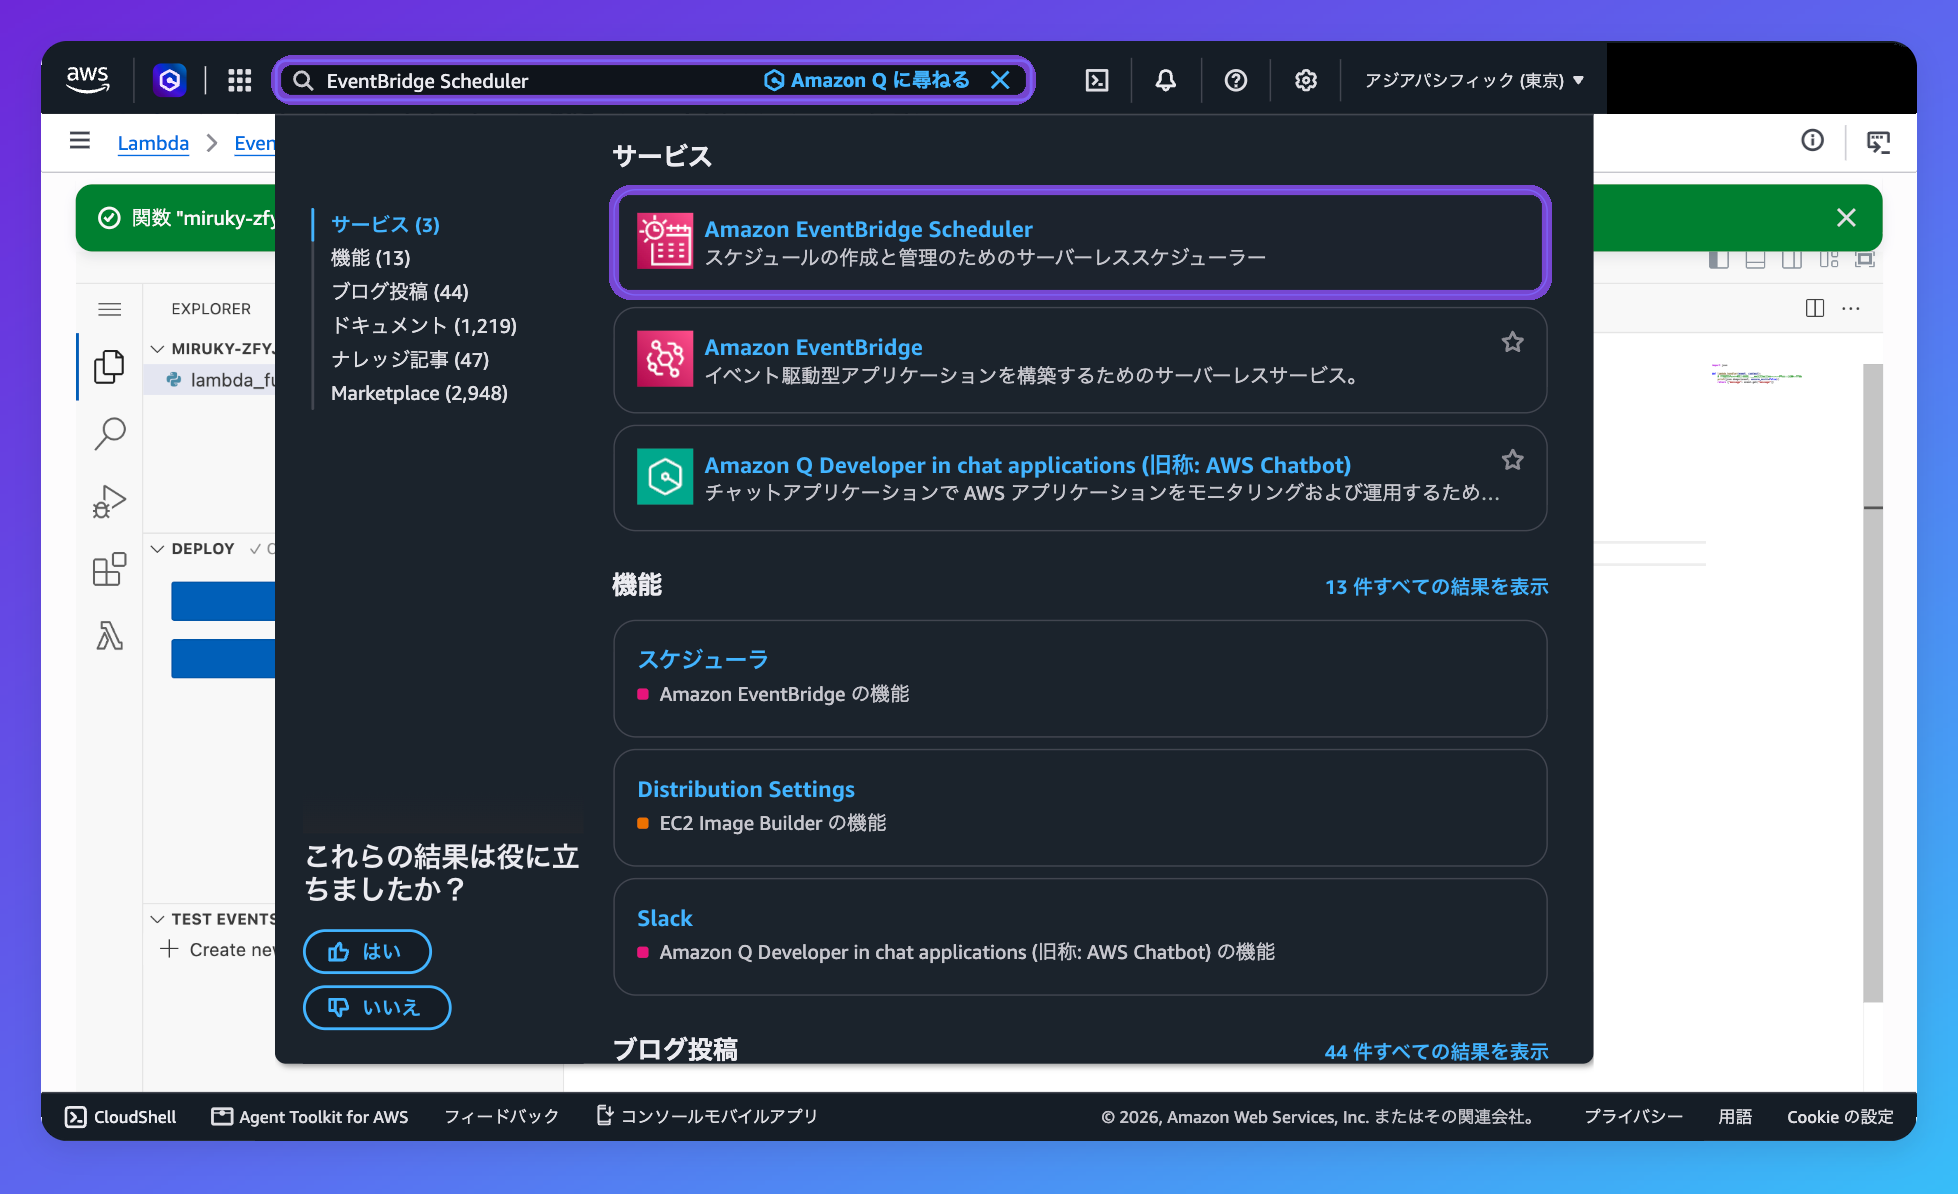 aws
EventBridge Scheduler
Amazon Q に尋ねる
アジアパシフィック (東京) ▼
Lambda
Even
関数 "miruky-zfy
EXPLORER
MIRUKY-ZFYJ
lambda_fu
DEPLOY
TEST EVENTS
Create new
サービス (3)
機能 (13)
ブログ投稿 (44)
ドキュメント (1,219)
ナレッジ記事 (47)
Marketplace (2,948)
これらの結果は役に立
ちましたか？
はい
いいえ
サービス
Amazon EventBridge Scheduler
スケジュールの作成と管理のためのサーバーレススケジューラー
Amazon EventBridge
イベント駆動型アプリケーションを構築するためのサーバーレスサービス。
Amazon Q Developer in chat applications (旧称: AWS Chatbot)
チャットアプリケーションで AWS アプリケーションをモニタリングおよび運用するため...
機能
13 件すべての結果を表示
スケジューラ
Amazon EventBridge の機能
Distribution Settings
EC2 Image Builder の機能
Slack
Amazon Q Developer in chat applications (旧称: AWS Chatbot) の機能
ブログ投稿
44 件すべての結果を表示
CloudShell
Agent Toolkit for AWS
フィードバック
コンソールモバイルアプリ
© 2026, Amazon Web Services, Inc. またはその関連会社。
プライバシー
用語
Cookie の設定